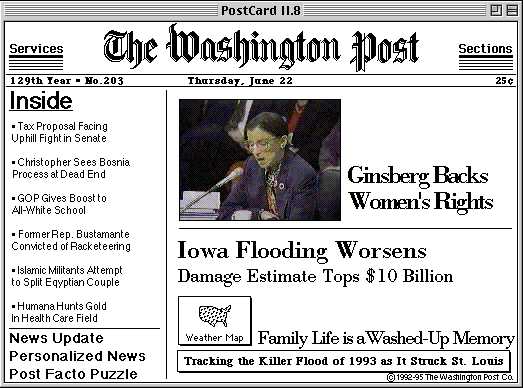 PostCard II.8
Services
The Washington Post
Sections
129th Year • No.203
Thursday, June 22
25¢
Inside
• Tax Proposal Facing
Uphill Fight in Senate
• Christopher Sees Bosnia
Process at Dead End
• GOP Gives Boost to
All-White School
• Former Rep. Bustamante
Convicted of Racketeering
• Islamic Militants Attempt
to Split Egyptian Couple
• Humana Hunts Gold
In Health Care Field
News Update
Personalized News
Post Facto Puzzle
Ginsberg Backs
Women's Rights
Iowa Flooding Worsens
Damage Estimate Tops $10 Billion
Weather Map
Family Life is a Washed-Up Memory
Tracking the Killer Flood of 1993 as It Struck St. Louis
©1992-95 The Washington Post Co.